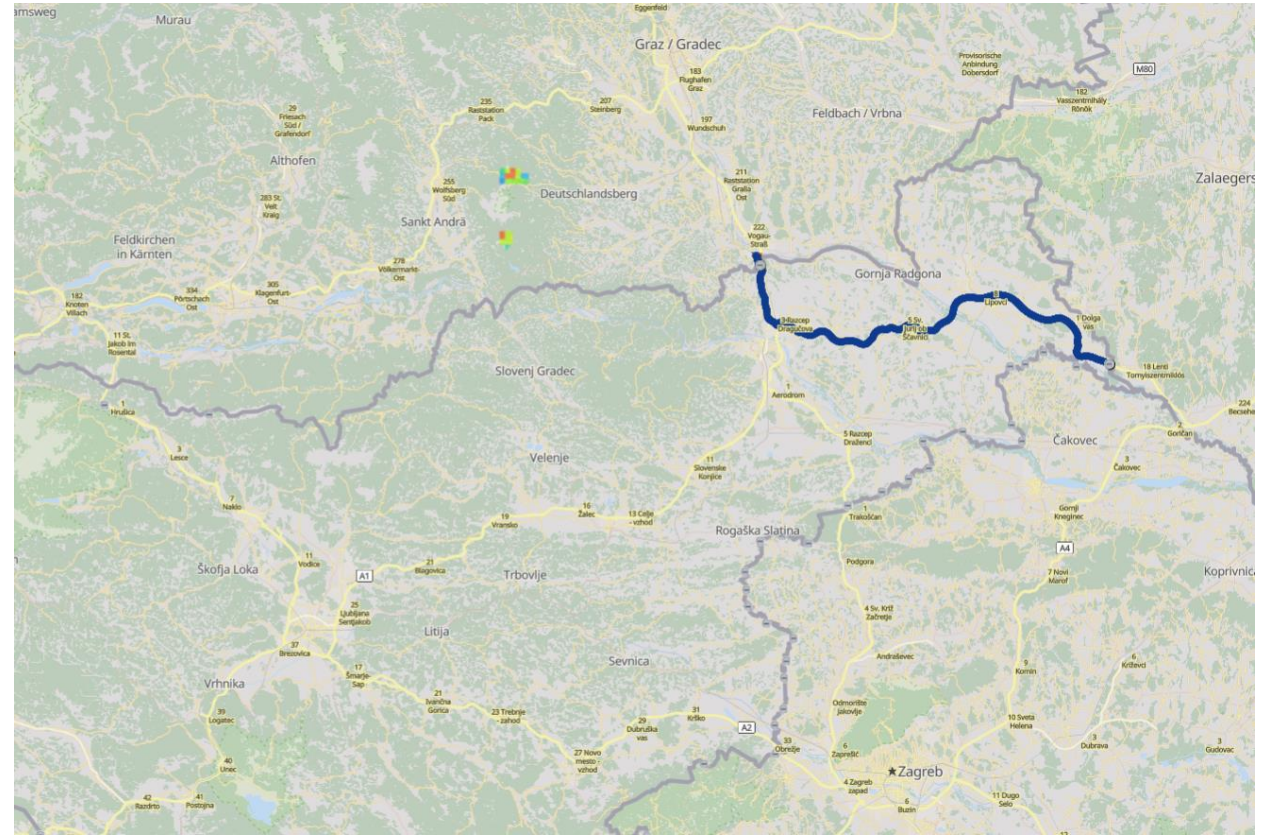 amsweg
Murau
Eggenfeld
Graz / Gradec
183
Flughafen
Graz
Provisorische
Anbindung
Dobersdorf
M80
182
Vasszentmihály
Rönök
29
Friesach
Süd /
Grafendorf
235
Raststation
Pack
207
Steinberg
197
Wundschuh
Feldbach / Vrbna
Althofen
283 St.
Veit
Kraig
255
Wolfsberg
Süd
Deutschlandsberg
211
Raststation
Gralla
Ost
Zalaegers
Sankt Andrä
222
Vogau-
Straß
Feldkirchen
in Kärnten
278
Völkermarkt-
Ost
Gornja Radgona
182
Knoten
Villach
334
Pörtschach
Ost
305
Klagenfurt-
Ost
8
Lipovci
11 St.
Jakob im
Rosental
3 Razcep
Dragučova
5 Sv.
Jurij ob
Ščavnici
1 Dolga
vas
18 Lenti
Tornyiszentmiklós
Slovenj Gradec
1
Aerodrom
1
Hrušica
224
Becsehe
2
Goričan
5 Razcep
Draženci
Čakovec
3
Čakovec
3
Lesce
Velenje
11
Slovenske
Konjice
7
Naklo
16
Žalec
13 Celje
- vzhod
19
Vransko
Rogaška Slatina
1
Trakošćan
Gornji
Kneginec
A4
11
Vodice
Škofja Loka
A1
21
Blagovica
Trbovlje
Podgora
7 Novi
Marof
Koprivnica
25
Ljubljana
Šentjakob
4 Sv. Križ
Začretje
Litija
37
Brezovica
Andraševec
Sevnica
17
Šmarje-
Sap
9
Komin
6
Križevci
Vrhnika
21
Ivančna
Gorica
23 Trebnje
- zahod
29
Dubruška
vas
31
Krško
A2
Odmorište
Jakovlje
10 Sveta
Helena
39
Logatec
33
Obrežje
6
Zaprešić
3
Dubrava
3
Gudovac
27 Novo
mesto -
vzhod
40
Unec
★Zagreb
4 Zagreb
zapad
42
Razdrto
41
Postojna
6
Buzin
11 Dugo
Selo
12